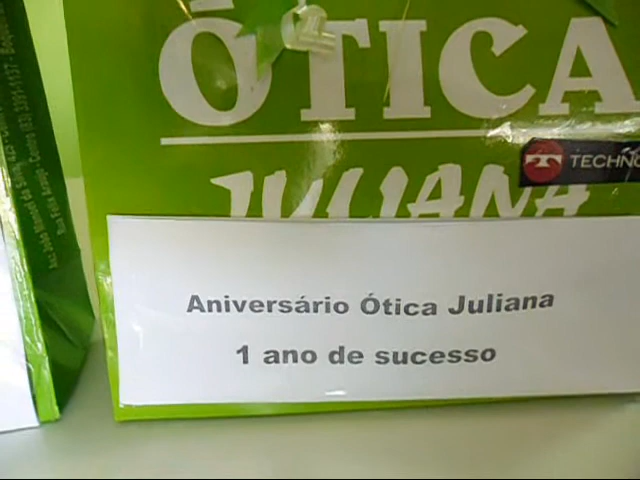 ÓTICA
JULIANA
TECHNO
Aniversário Ótica Juliana
1 ano de sucesso